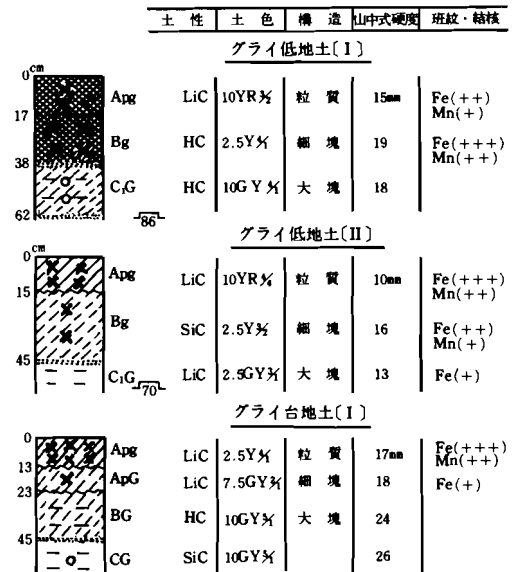 土 性 土 色 構 造 山中式硬度 班紋・結核
グライ低地土〔I〕
cm
0
Apg LiC 10YR 粒 質 15mm Fe(++)
Mn(+)
17
Bg HC 2.5Y 細 塊 19 Fe(+++)
Mn(++)
38
C₁G HC 10GY 大 塊 18
62
86
グライ低地土〔II〕
cm
0
Apg LiC 10YR 粒 質 10mm Fe(+++)
Mn(++)
15
Bg SiC 2.5Y 細 塊 16 Fe(++)
Mn(+)
45
C₁G LiC 2.5GY 大 塊 13 Fe(+)
70
グライ台地土〔I〕
0
Apg LiC 2.5Y 粒 質 17mm Fe(+++)
Mn(++)
13
ApG LiC 7.5GY 細 塊 18 Fe(+)
23
BG HC 10GY 大 塊 24
45
CG SiC 10GY 26